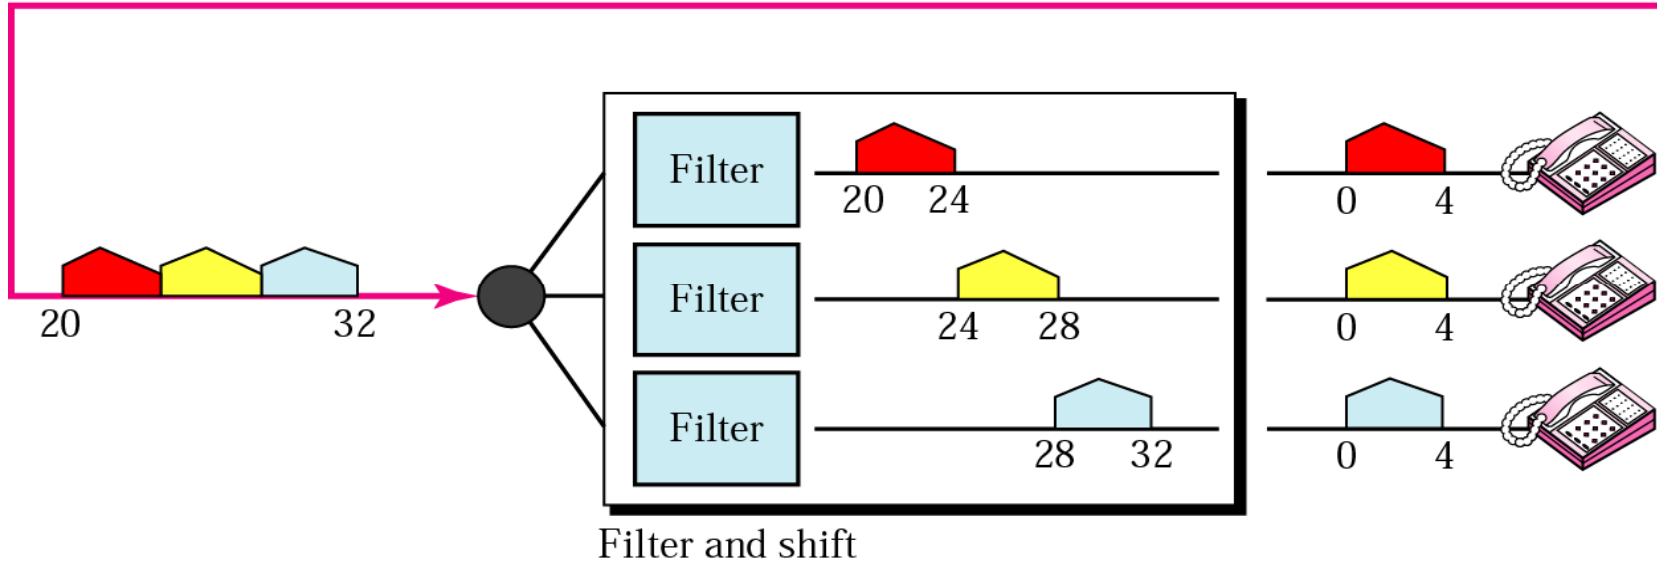 Filter
20 24
0 4
20 32
Filter
24 28
0 4
Filter
28 32
0 4
Filter and shift